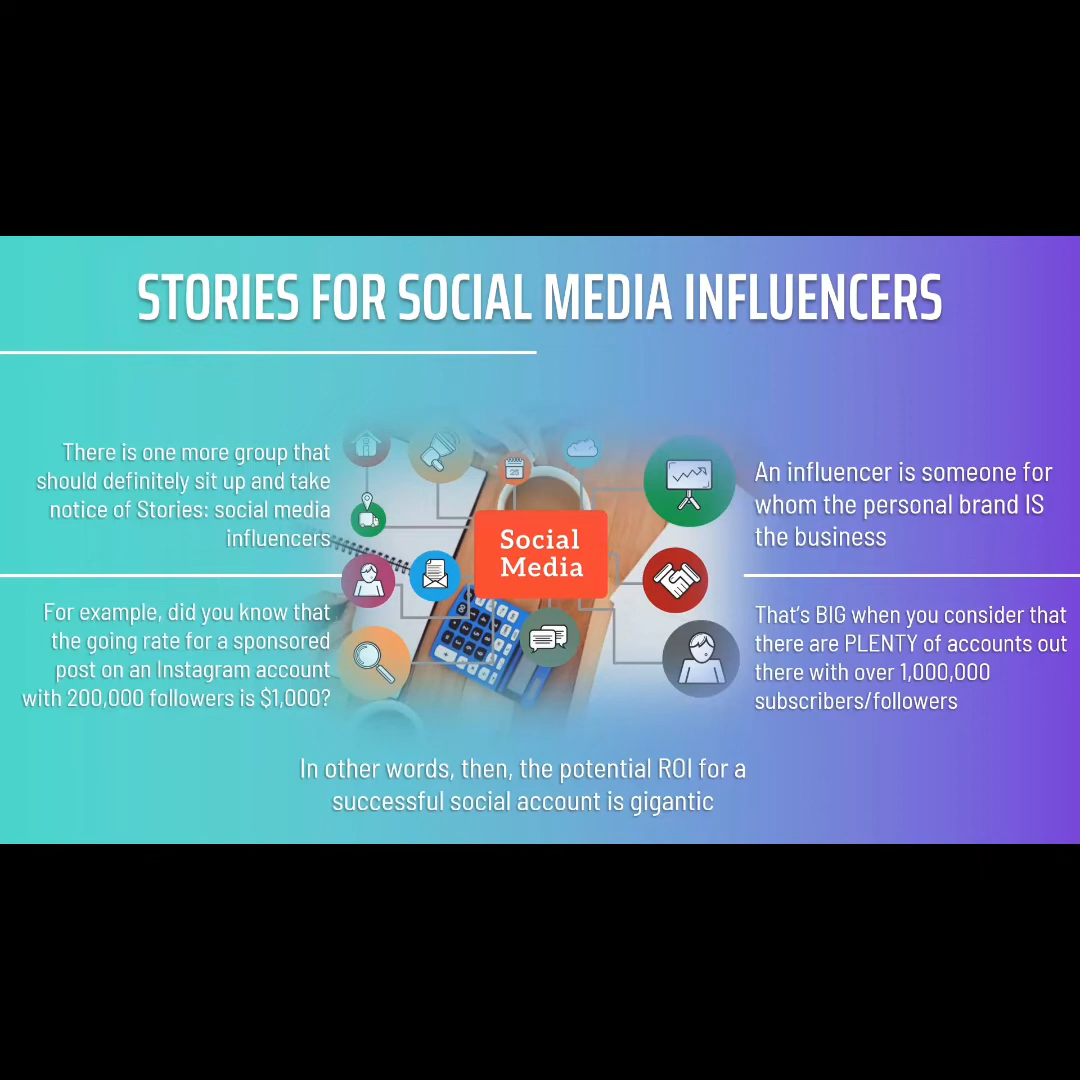 STORIES FOR SOCIAL MEDIA INFLUENCERS
There is one more group that
should definitely sit up and take
notice of Stories: social media
influencers
For example, did you know that
the going rate for a sponsored
post on an Instagram account
with 200,000 followers is $1,000?
Social
Media
25
An influencer is someone for
whom the personal brand IS
the business
That's BIG when you consider that
there are PLENTY of accounts out
there with over 1,000,000
subscribers/followers
In other words, then, the potential ROI for a
successful social account is gigantic